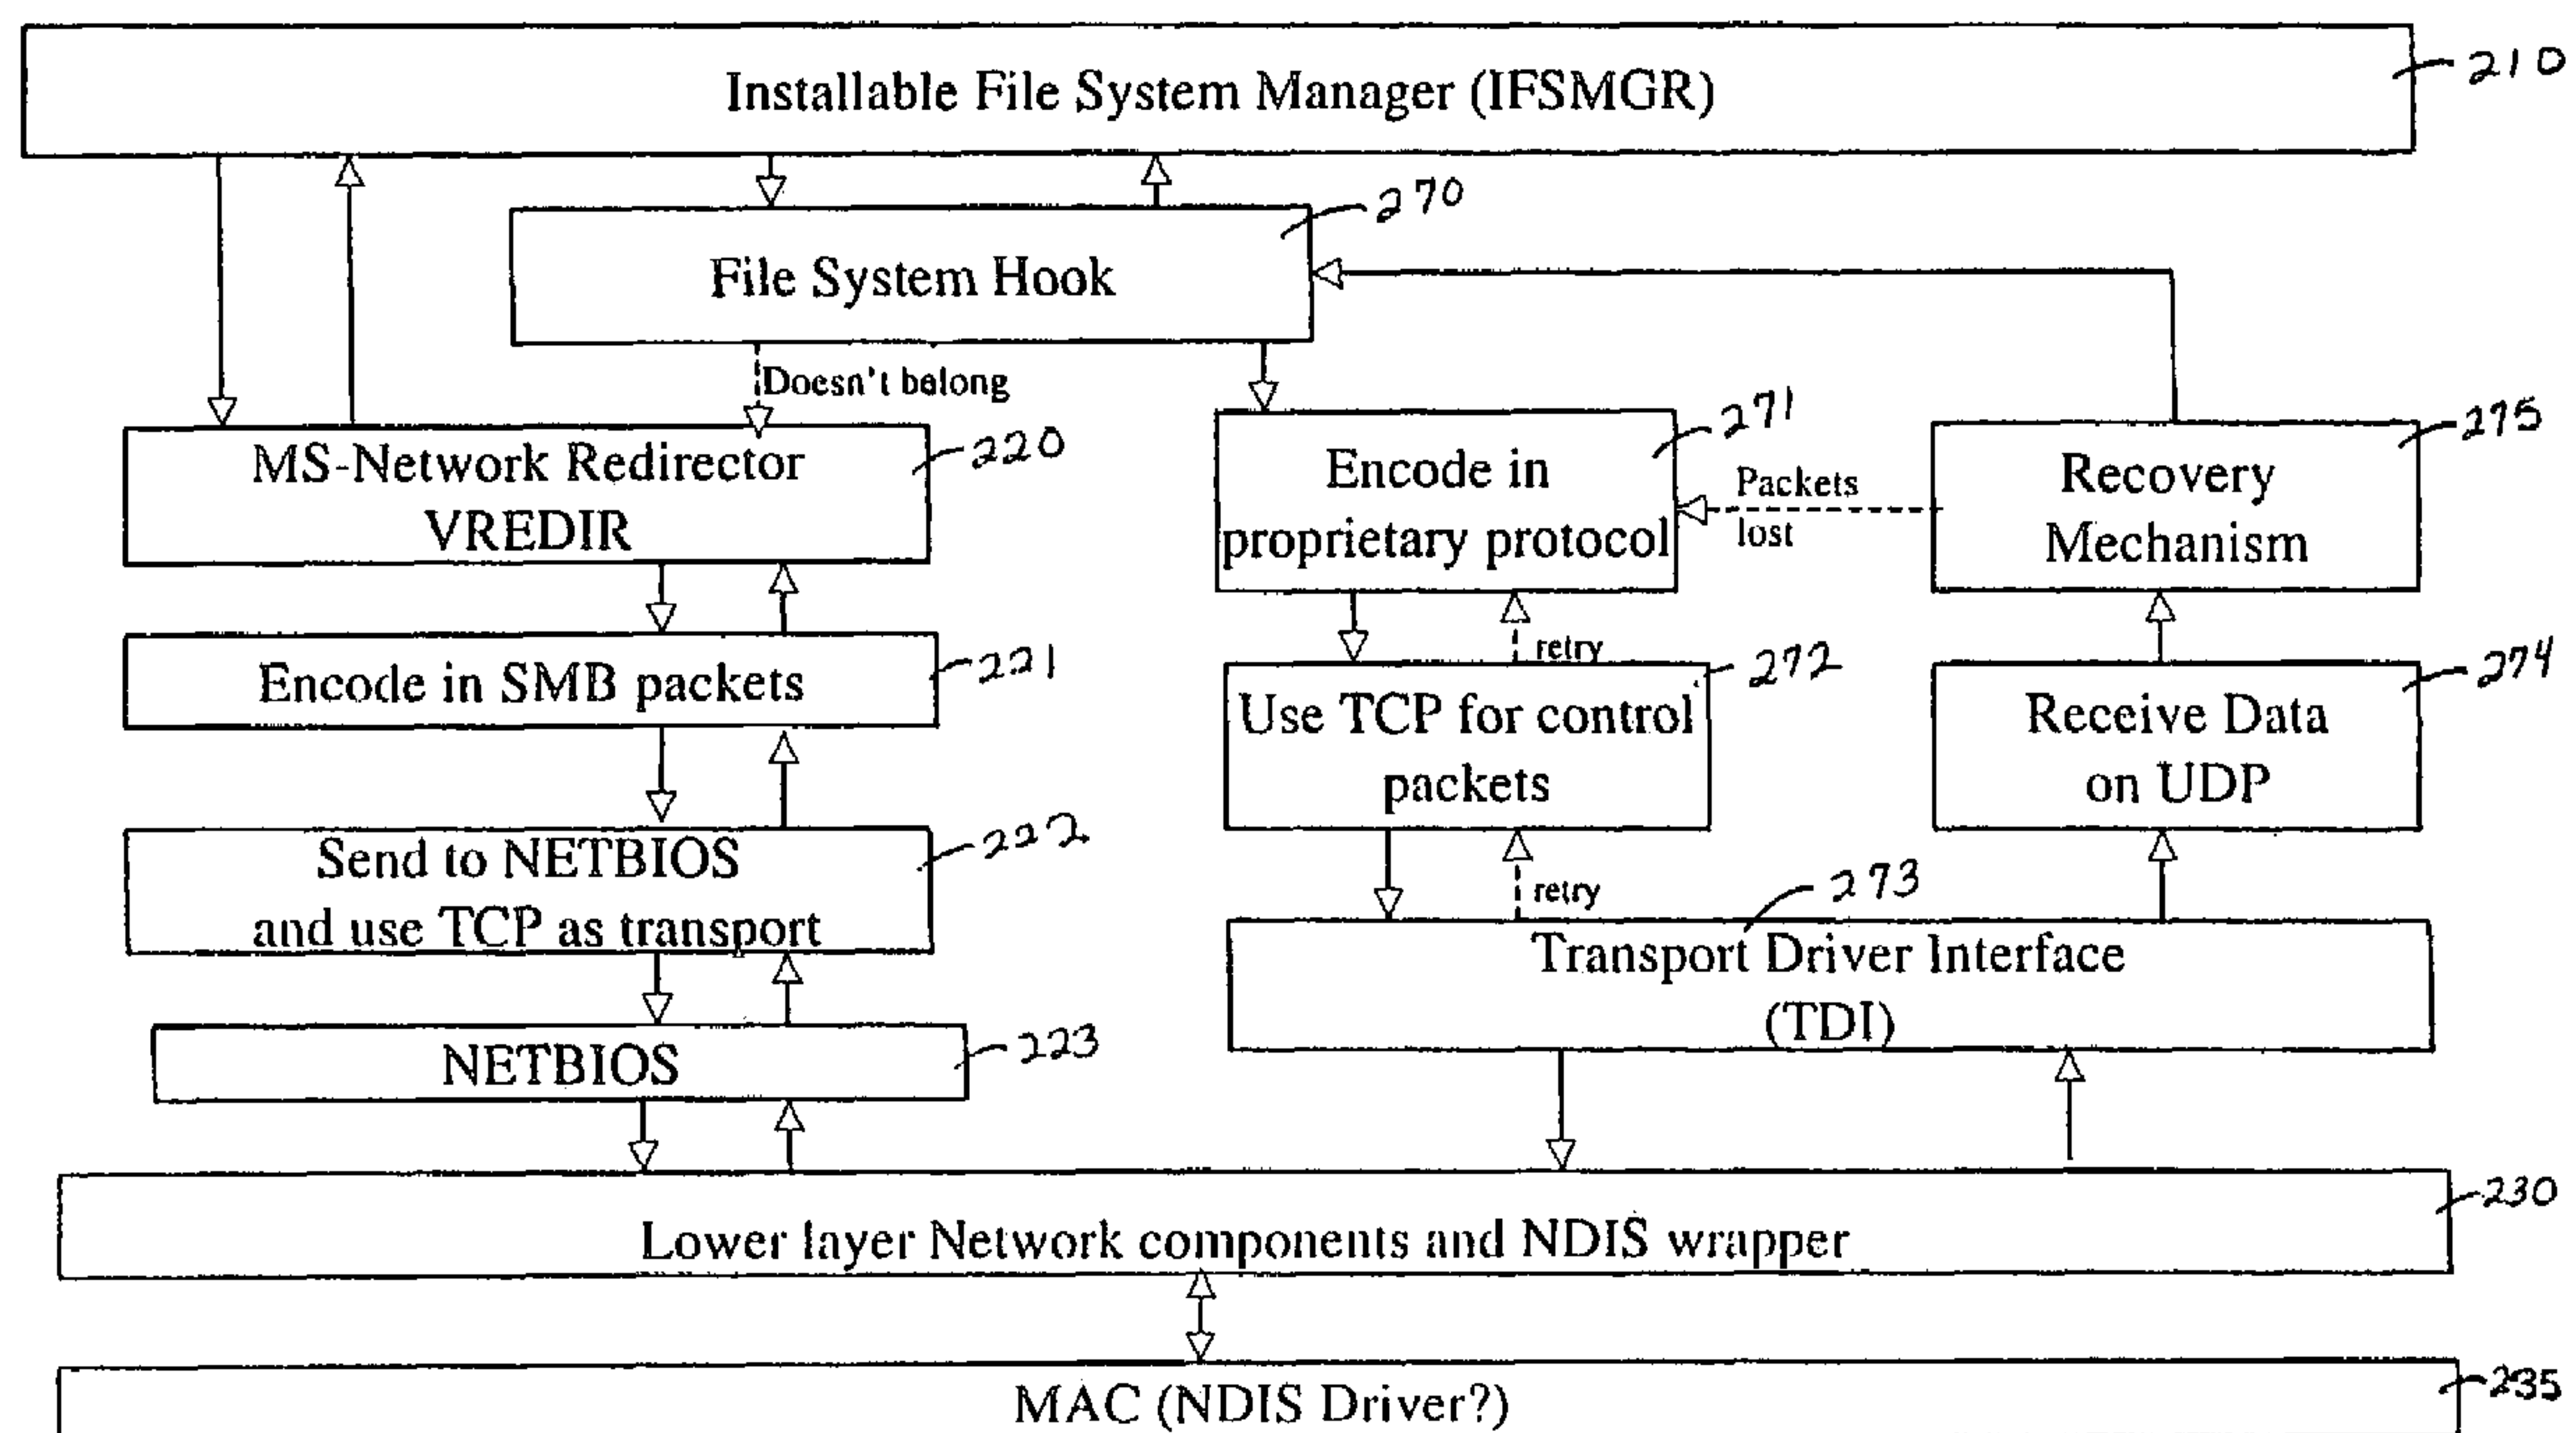 Installable File System Manager (IFSMGR)
210
270
File System Hook
Doesn't belong
MS-Network Redirector
VREDIR
220
271
Encode in
proprietary protocol
Packets
lost
275
Recovery
Mechanism
Encode in SMB packets
221
retry
272
Use TCP for control
packets
274
Receive Data
on UDP
Send to NETBIOS
and use TCP as transport
222
retry
273
Transport Driver Interface
(TDI)
NETBIOS
223
230
Lower layer Network components and NDIS wrapper
MAC (NDIS Driver?)
235